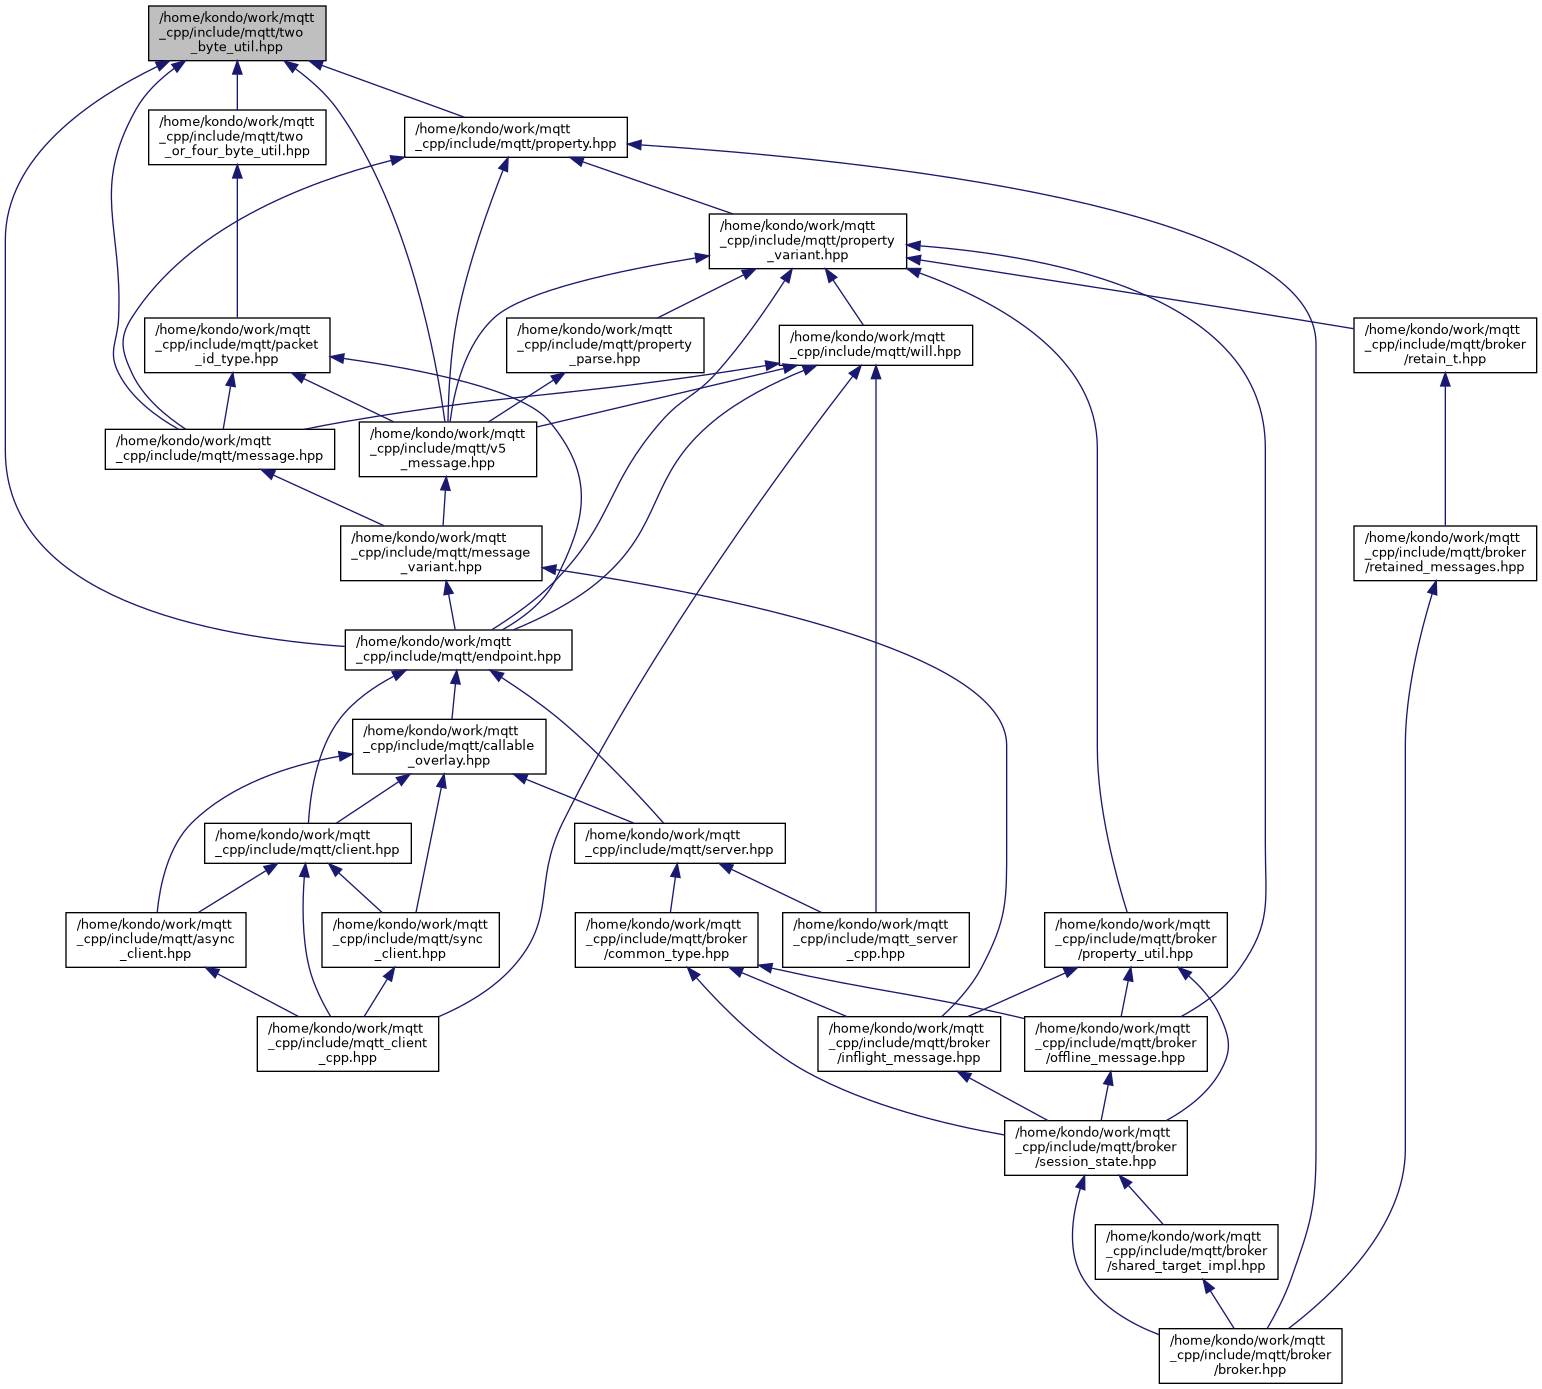 /home/kondo/work/mqtt
_cpp/include/mqtt/two
_byte_util.hpp
/home/kondo/work/mqtt
_cpp/include/mqtt/two
_or_four_byte_util.hpp
/home/kondo/work/mqtt
_cpp/include/mqtt/property.hpp
/home/kondo/work/mqtt
_cpp/include/mqtt/property
_variant.hpp
/home/kondo/work/mqtt
_cpp/include/mqtt/packet
_id_type.hpp
/home/kondo/work/mqtt
_cpp/include/mqtt/property
_parse.hpp
/home/kondo/work/mqtt
_cpp/include/mqtt/will.hpp
/home/kondo/work/mqtt
_cpp/include/mqtt/broker
/retain_t.hpp
/home/kondo/work/mqtt
_cpp/include/mqtt/message.hpp
/home/kondo/work/mqtt
_cpp/include/mqtt/v5
_message.hpp
/home/kondo/work/mqtt
_cpp/include/mqtt/message
_variant.hpp
/home/kondo/work/mqtt
_cpp/include/mqtt/broker
/retained_messages.hpp
/home/kondo/work/mqtt
_cpp/include/mqtt/endpoint.hpp
/home/kondo/work/mqtt
_cpp/include/mqtt/callable
_overlay.hpp
/home/kondo/work/mqtt
_cpp/include/mqtt/client.hpp
/home/kondo/work/mqtt
_cpp/include/mqtt/server.hpp
/home/kondo/work/mqtt
_cpp/include/mqtt/async
_client.hpp
/home/kondo/work/mqtt
_cpp/include/mqtt/sync
_client.hpp
/home/kondo/work/mqtt
_cpp/include/mqtt/broker
/common_type.hpp
/home/kondo/work/mqtt
_cpp/include/mqtt_server
_cpp.hpp
/home/kondo/work/mqtt
_cpp/include/mqtt/broker
/property_util.hpp
/home/kondo/work/mqtt
_cpp/include/mqtt_client
_cpp.hpp
/home/kondo/work/mqtt
_cpp/include/mqtt/broker
/inflight_message.hpp
/home/kondo/work/mqtt
_cpp/include/mqtt/broker
/offline_message.hpp
/home/kondo/work/mqtt
_cpp/include/mqtt/broker
/session_state.hpp
/home/kondo/work/mqtt
_cpp/include/mqtt/broker
/shared_target_impl.hpp
/home/kondo/work/mqtt
_cpp/include/mqtt/broker
/broker.hpp